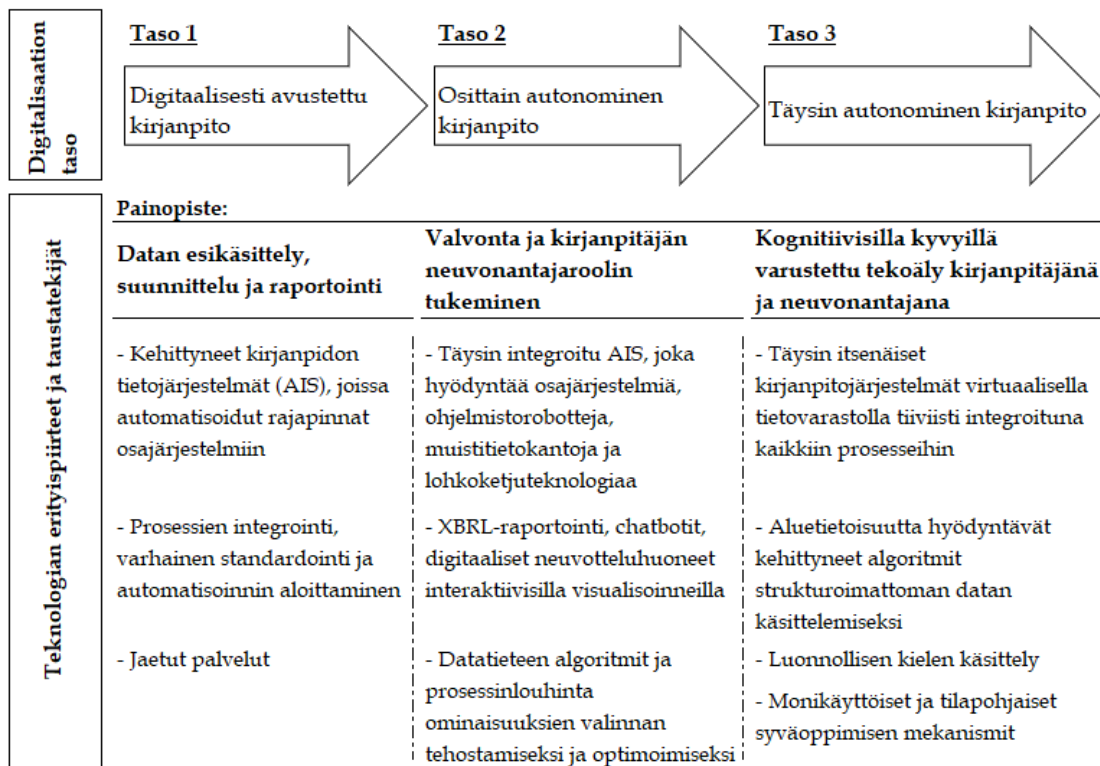 Digitalisaation
taso
Taso 1
Digitaalisesti avustettu
kirjanpito
Taso 2
Osittain autonominen
kirjanpito
Taso 3
Täysin autonominen kirjanpito
Teknologian erityispiirteet ja taustatekijät
Painopiste:
Datan esikäsittely,
suunnittelu ja raportointi
Valvonta ja kirjanpitäjän
neuvonantajaroolin
tukeminen
Kognitiivisilla kyvyillä
varustettu tekoäly kirjanpitäjänä
ja neuvonantajana
- Kehittyneet kirjanpidon
tietojärjestelmät (AIS), joissa
automatisoidut rajapinnat
osajärjestelmiin
- Prosessien integrointi,
varhainen standardointi ja
automatisoinnin aloittaminen
- Jaetut palvelut
- Täysin integroitu AIS, joka
hyödyntää osajärjestelmiä,
ohjelmistorobotteja,
muistitietokantoja ja
lohkoketjuteknologiaa
- XBRL-raportointi, chatbotit,
digitaaliset neuvotteluhuoneet
interaktiivisilla visualisoinneilla
- Datatieteen algoritmit ja
prosessinlouhinta
ominaisuuksien valinnan
tehostamiseksi ja optimoimiseksi
- Täysin itsenäiset
kirjanpitojärjestelmät virtuaalisella
tietovarastolla tiiviisti integroituna
kaikkiin prosesseihin
- Aluetietoisuutta hyödyntävät
kehittyneet algoritmit
strukturoimattoman datan
käsittelemiseksi
- Luonnollisen kielen käsittely
- Monikäyttöiset ja tilapohjaiset
syväoppimisen mekanismit